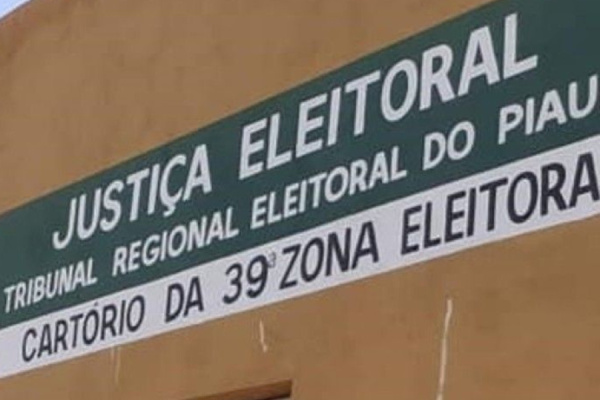 JUSTIÇA ELEITORAL
TRIBUNAL REGIONAL ELEITORAL DO PIAU
CARTÓRIO DA 39ª ZONA ELEITORA